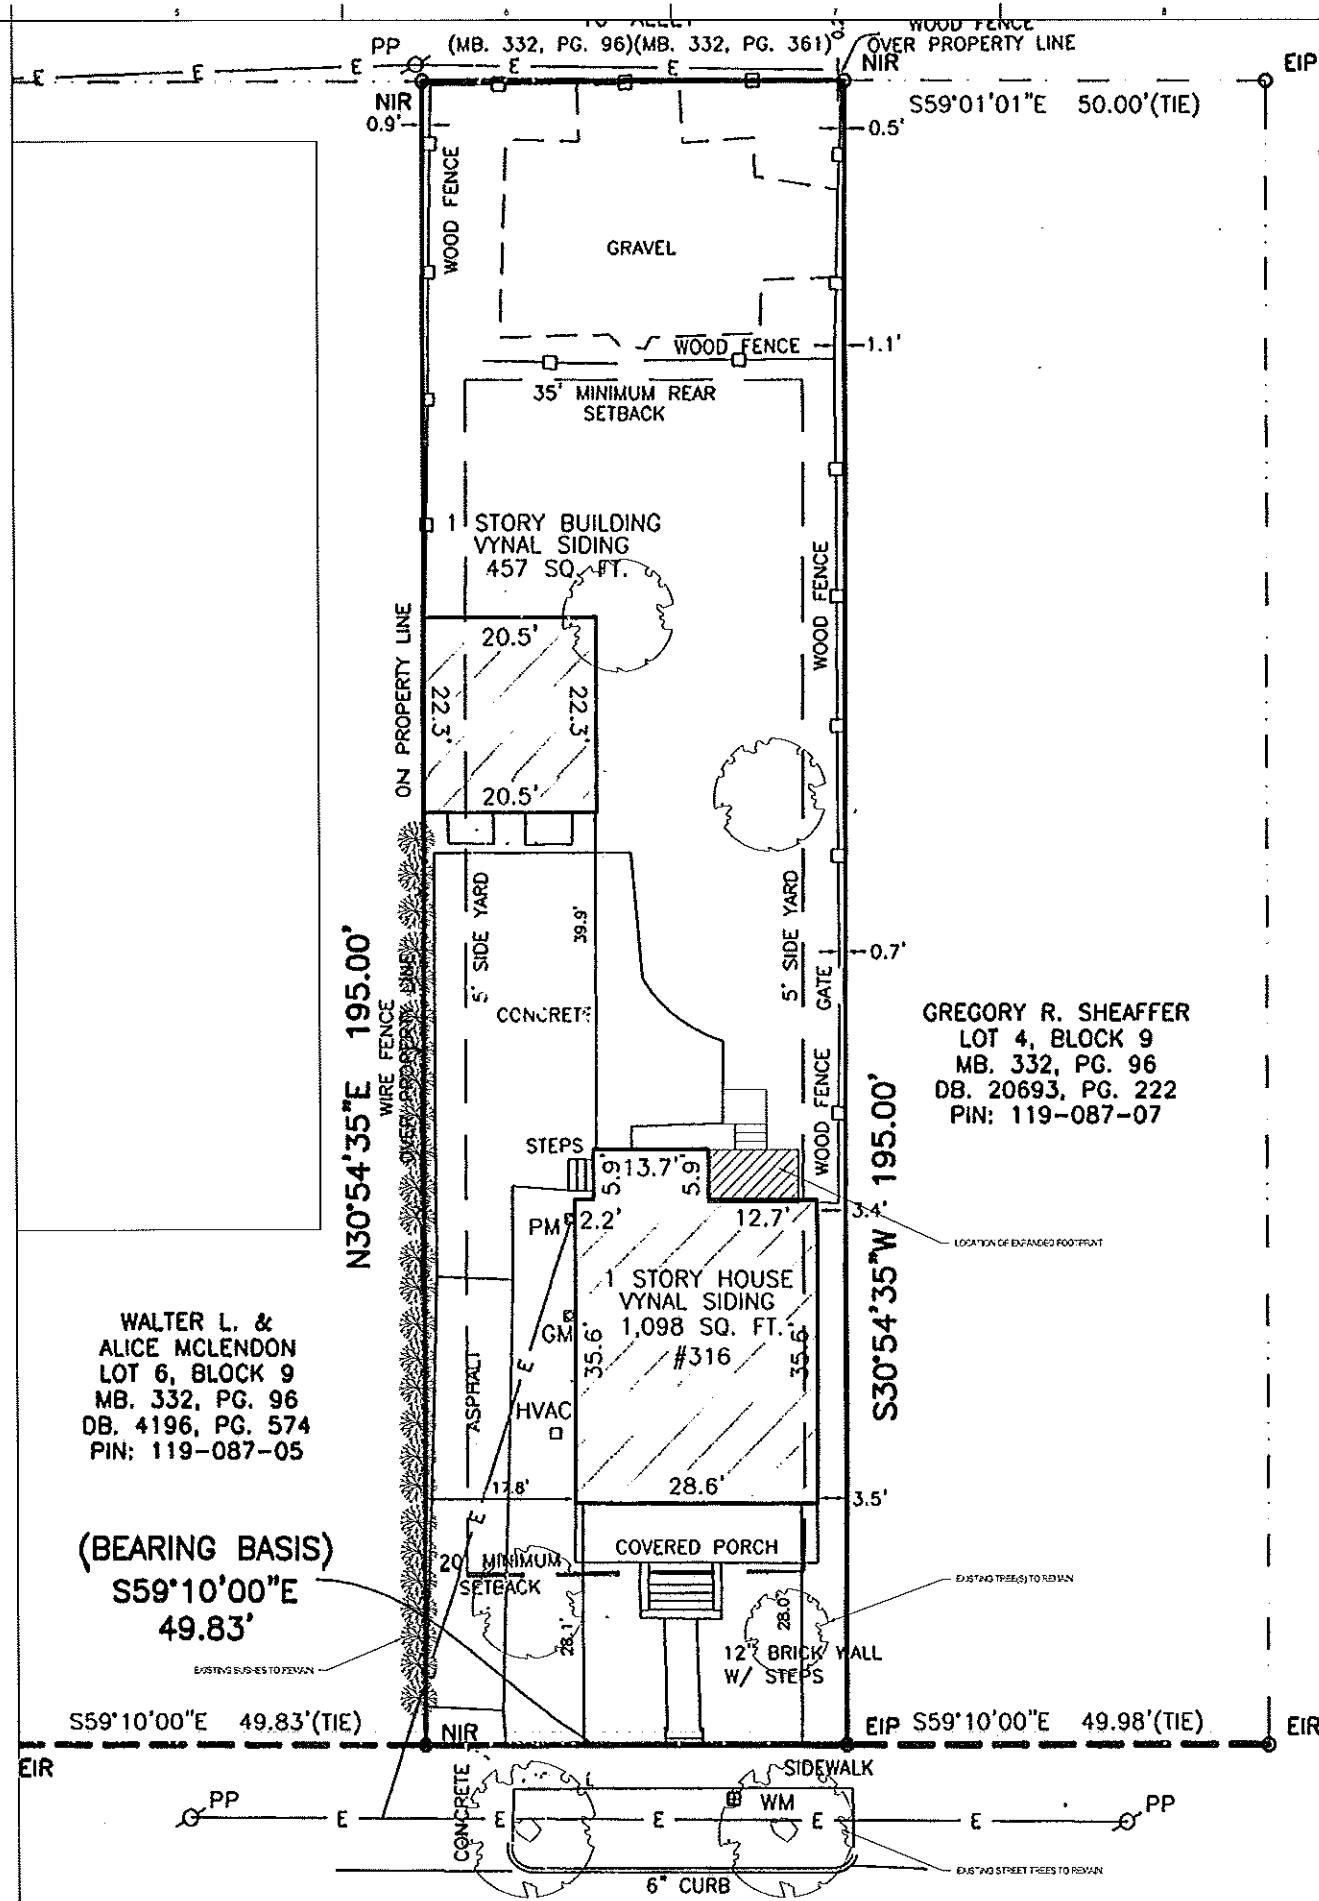 5
6
7
8
10' ALLEY
(MB. 332, PG. 96)(MB. 332, PG. 361)
WOOD FENCE
OVER PROPERTY LINE
PP
NIR
EIP
E
E
E
E
E
NIR
S59°01'01"E 50.00'(TIE)
0.9'
0.5'
WOOD FENCE
GRAVEL
WOOD FENCE
1.1'
35' MINIMUM REAR
SETBACK
1 STORY BUILDING
VYNAL SIDING
457 SQ. FT.
WOOD FENCE
ON PROPERTY LINE
20.5'
22.3'
22.3'
20.5'
5' SIDE YARD
39.9'
5' SIDE YARD
0.7'
GATE
CONCRETE
N30°54'35"E 195.00'
WIRE FENCE
OVER PROPERTY LINE
GREGORY R. SHEAFFER
LOT 4, BLOCK 9
MB. 332, PG. 96
DB. 20693, PG. 222
PIN: 119-087-07
WOOD FENCE
S30°54'35"W 195.00'
STEPS
5.9'
13.7'
5.9'
PM
2.2'
12.7'
3.4'
LOCATION OF EXPANDED FOOTPRINT
1 STORY HOUSE
VYNAL SIDING
1,098 SQ. FT.
#316
GM
35.6'
35.6'
E
WALTER L. &
ALICE MCLENDON
LOT 6, BLOCK 9
MB. 332, PG. 96
DB. 4196, PG. 574
PIN: 119-087-05
ASPHALT
HVAC
17.8'
28.6'
3.5'
E
(BEARING BASIS)
S59°10'00"E
49.83'
COVERED PORCH
20' MINIMUM
SETBACK
EXISTING TREE(S) TO REMAIN
28.1'
28.0'
12" BRICK WALL
W/ STEPS
EXISTING BUSHES TO REMAIN
S59°10'00"E 49.83'(TIE)
NIR
EIP
S59°10'00"E 49.98'(TIE)
EIR
EIR
SIDEWALK
CONCRETE
PP
WM
PP
E
E
E
E
E
EXISTING STREET TREES TO REMAIN
6" CURB